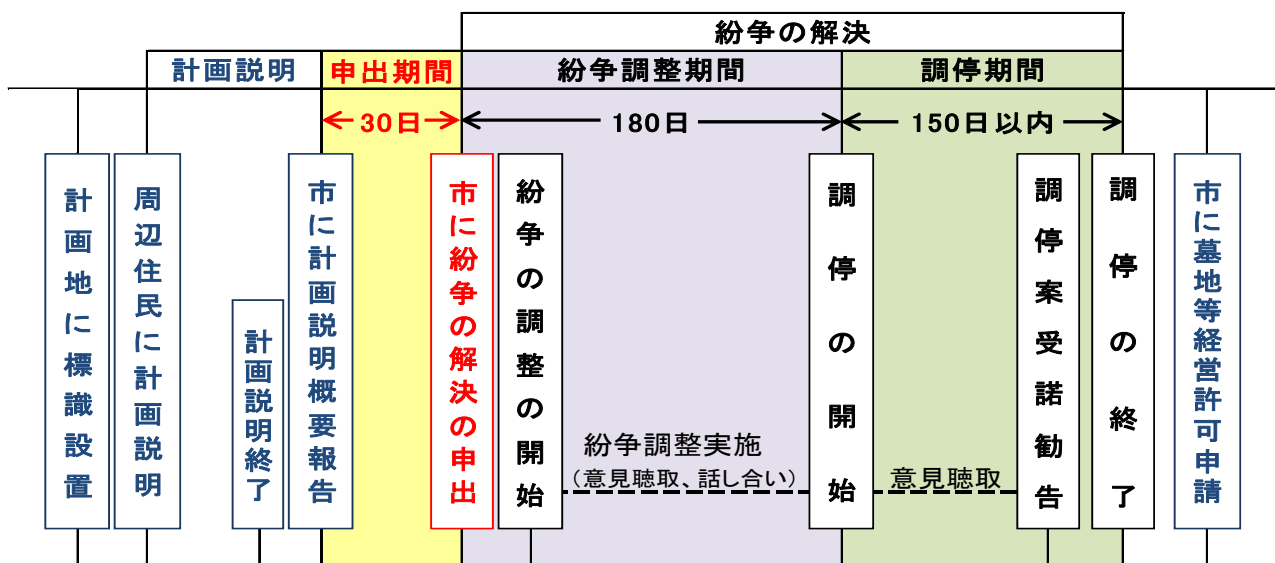 紛争の解決
計画説明
申出期間
紛争調整期間
調停期間
30日
180日
150日以内
計画地に標識設置
周辺住民に計画説明
計画説明終了
市に計画説明概要報告
市に紛争の解決の申出
紛争の調整の開始
紛争調整実施
（意見聴取、話し合い）
調停の開始
意見聴取
調停案受諾勧告
調停の終了
市に墓地等経営許可申請